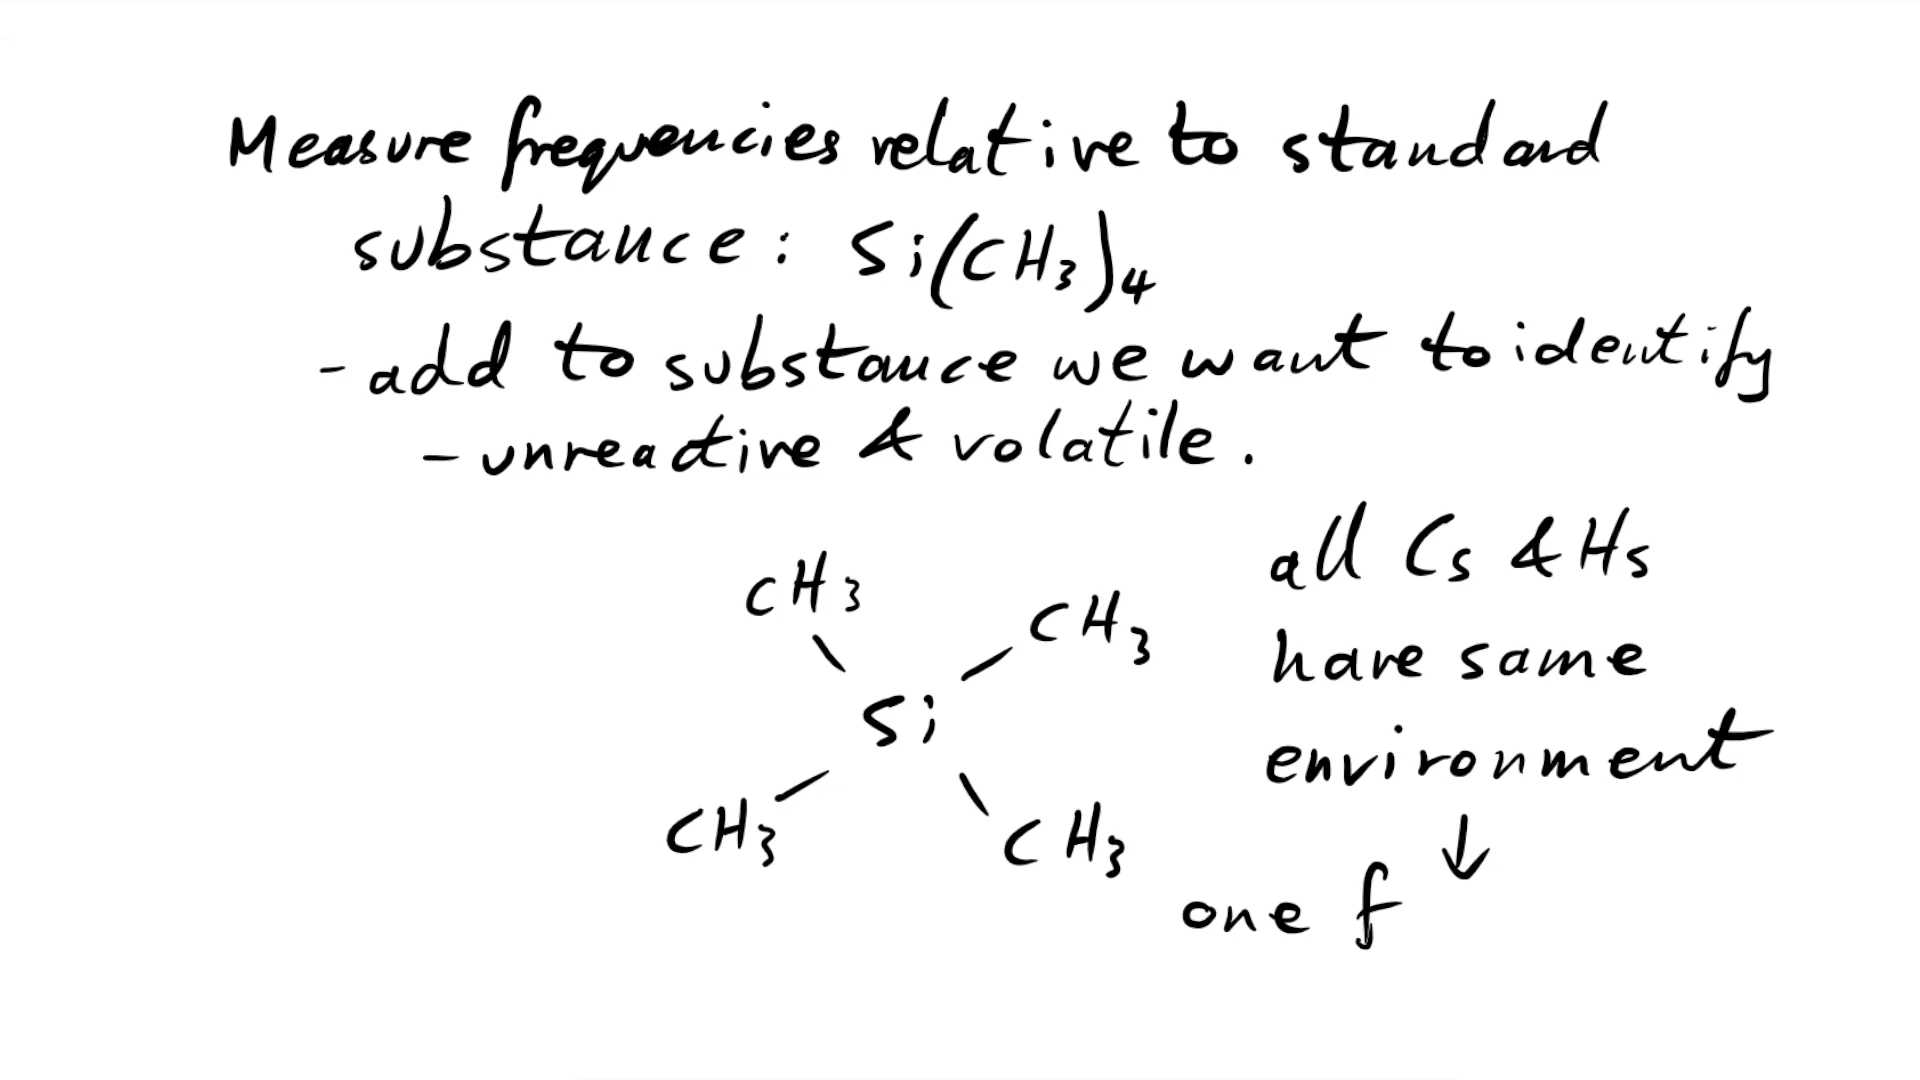 Measure frequencies relative to standard
substance: Si(CH₃)₄
- add to substance we want to identify
- unreactive & volatile.
all Cs & Hs
have same
environment
↓
one f
CH₃
CH₃
Si
CH₃
CH₃